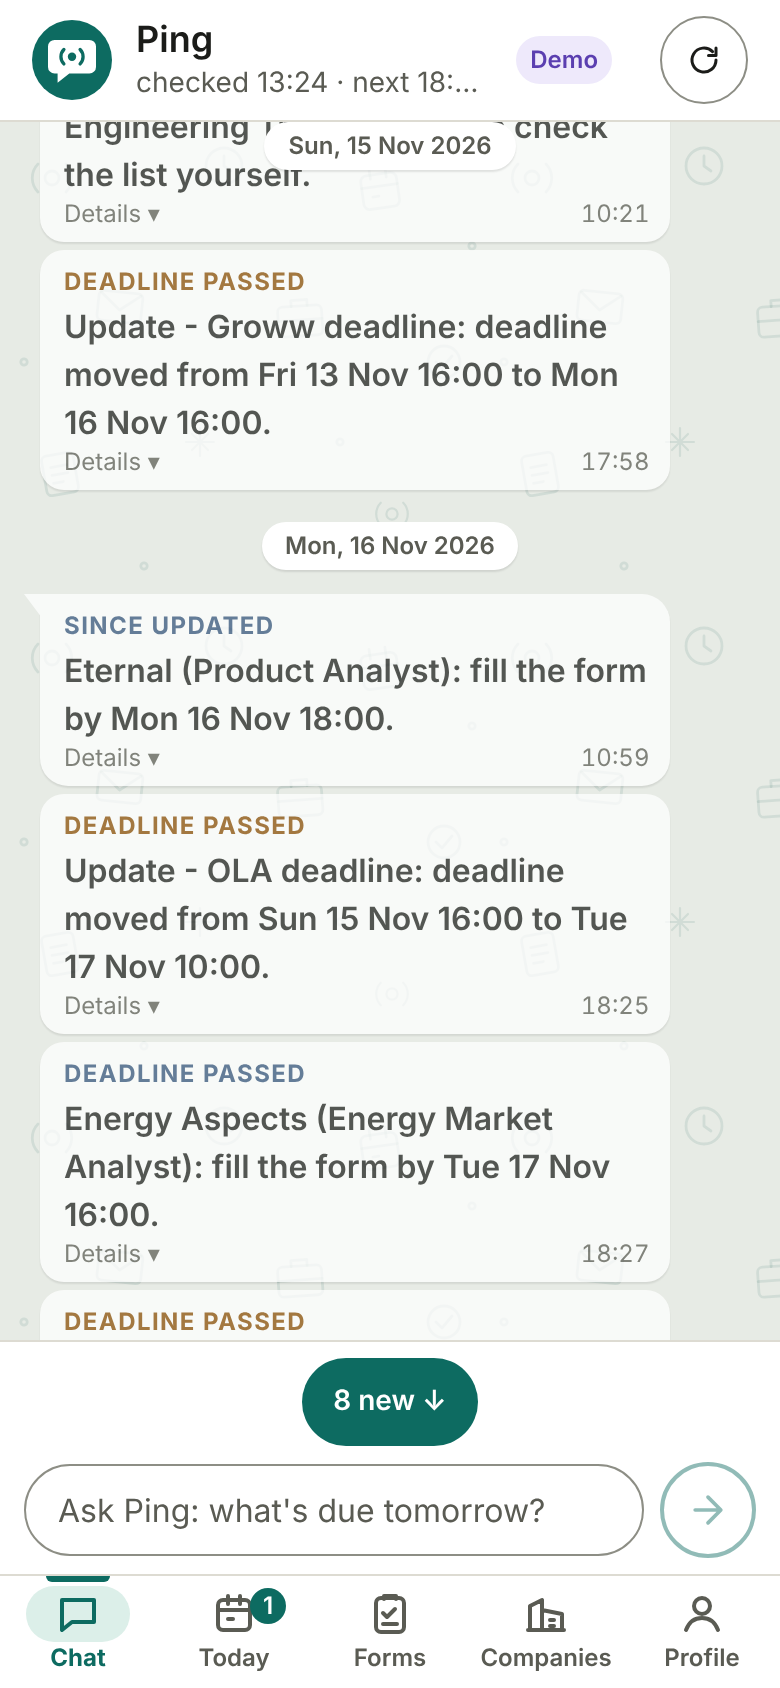 Ping
checked 13:24 · next 18:...
Demo
Engineering
check
Sun, 15 Nov 2026
the list yourself.
Details ▾
10:21
DEADLINE PASSED
Update - Groww deadline: deadline
moved from Fri 13 Nov 16:00 to Mon
16 Nov 16:00.
Details ▾
17:58
Mon, 16 Nov 2026
SINCE UPDATED
Eternal (Product Analyst): fill the form
by Mon 16 Nov 18:00.
Details ▾
10:59
DEADLINE PASSED
Update - OLA deadline: deadline
moved from Sun 15 Nov 16:00 to Tue
17 Nov 10:00.
Details ▾
18:25
DEADLINE PASSED
Energy Aspects (Energy Market
Analyst): fill the form by Tue 17 Nov
16:00.
Details ▾
18:27
DEADLINE PASSED
8 new ↓
Ask Ping: what's due tomorrow?
1
Chat
Today
Forms
Companies
Profile